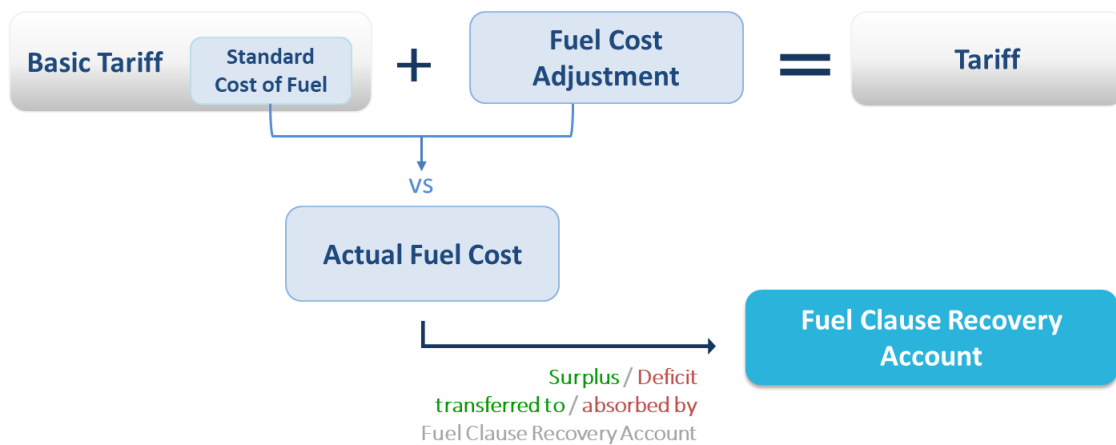 Basic Tariff
Standard
Cost of Fuel
+
Fuel Cost
Adjustment
=
Tariff
vs
Actual Fuel Cost
Fuel Clause Recovery
Account
Surplus / Deficit
transferred to / absorbed by
Fuel Clause Recovery Account